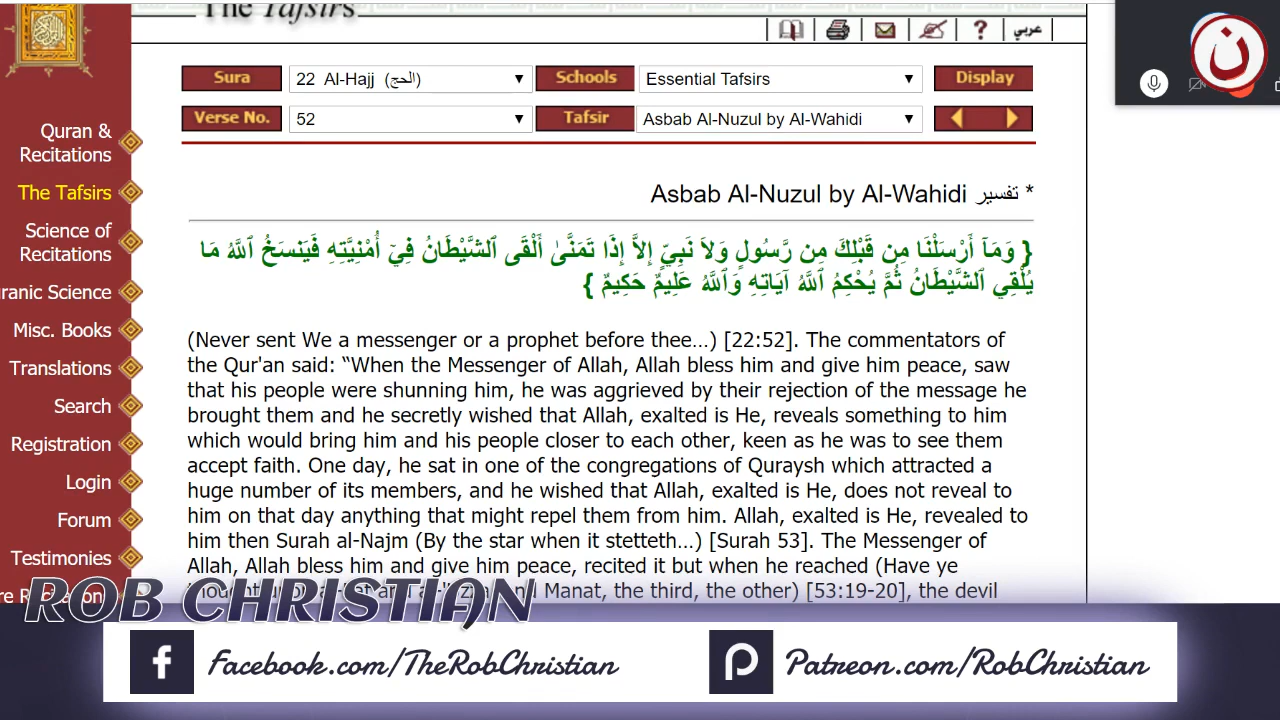 The Tafsirs
عربي
?
ن
Sura
22 Al-Hajj (الحج)
Schools
Essential Tafsirs
Display
Verse No.
52
Tafsir
Asbab Al-Nuzul by Al-Wahidi
Quran &
Recitations
The Tafsirs
Science of
Recitations
ranic Science
Misc. Books
Translations
Search
Registration
Login
Forum
Testimonies
* تفسير Asbab Al-Nuzul by Al-Wahidi
{ وَمَآ أَرْسَلْنَا مِن قَبْلِكَ مِن رَّسُولٍ وَلاَ نَبِيٍّ إِلاَّ إِذَا تَمَنَّىٰ أَلْقَى ٱلشَّيْطَانُ فِيۤ أُمْنِيَّتِهِ فَيَنسَخُ ٱللَّهُ مَا
يُلْقِي ٱلشَّيْطَانُ ثُمَّ يُحْكِمُ ٱللَّهُ آيَاتِهِ وَٱللَّهُ عَلِيمٌ حَكِيمٌ }
(Never sent We a messenger or a prophet before thee…) [22:52]. The commentators of
the Qur'an said: “When the Messenger of Allah, Allah bless him and give him peace, saw
that his people were shunning him, he was aggrieved by their rejection of the message he
brought them and he secretly wished that Allah, exalted is He, reveals something to him
which would bring him and his people closer to each other, keen as he was to see them
accept faith. One day, he sat in one of the congregations of Quraysh which attracted a
huge number of its members, and he wished that Allah, exalted is He, does not reveal to
him on that day anything that might repel them from him. Allah, exalted is He, revealed to
him then Surah al-Najm (By the star when it stetteth…) [Surah 53]. The Messenger of
Allah, Allah bless him and give him peace, recited it but when he reached (Have ye
Manat, the third, the other) [53:19-20], the devil
ROB CHRISTIAN
f
Facebook.com/TheRobChristian
Patreon.com/RobChristian